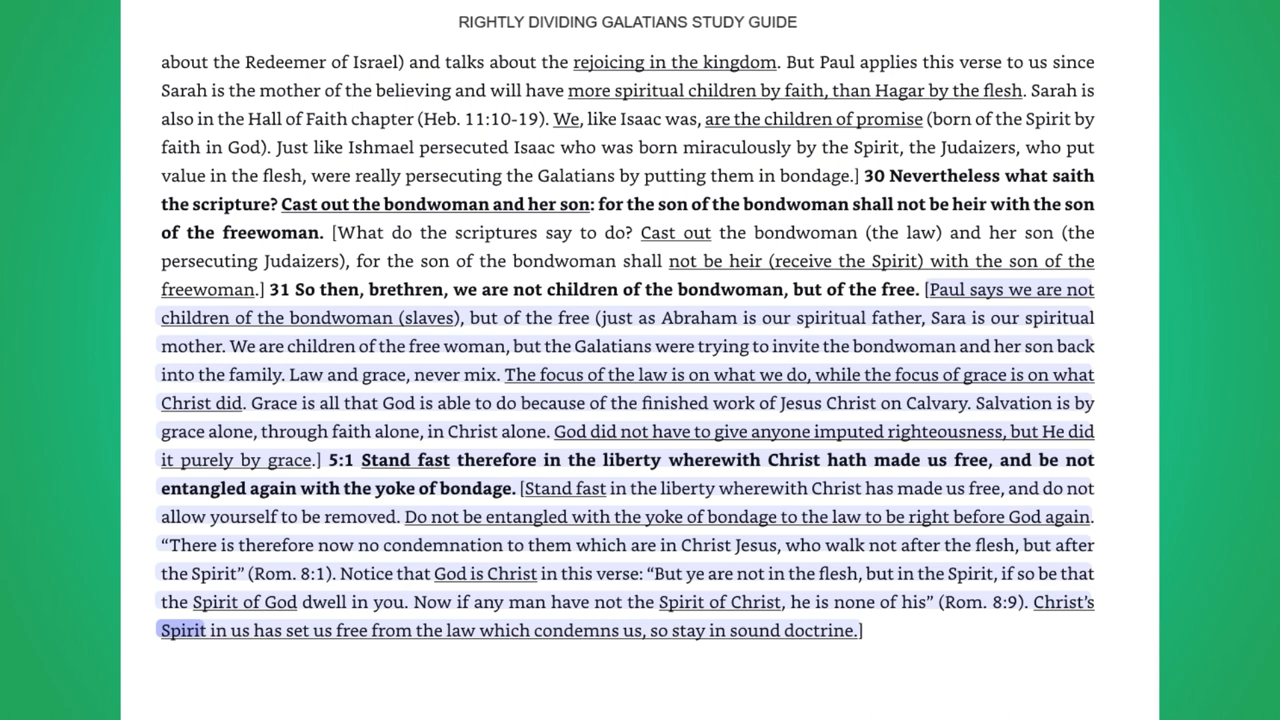 RIGHTLY DIVIDING GALATIANS STUDY GUIDE
about the Redeemer of Israel) and talks about the rejoicing in the kingdom. But Paul applies this verse to us since
Sarah is the mother of the believing and will have more spiritual children by faith, than Hagar by the flesh. Sarah is
also in the Hall of Faith chapter (Heb. 11:10-19). We, like Isaac was, are the children of promise (born of the Spirit by
faith in God). Just like Ishmael persecuted Isaac who was born miraculously by the Spirit, the Judaizers, who put
value in the flesh, were really persecuting the Galatians by putting them in bondage.] 30 Nevertheless what saith
the scripture? Cast out the bondwoman and her son: for the son of the bondwoman shall not be heir with the son
of the freewoman. [What do the scriptures say to do? Cast out the bondwoman (the law) and her son (the
persecuting Judaizers), for the son of the bondwoman shall not be heir (receive the Spirit) with the son of the
freewoman.] 31 So then, brethren, we are not children of the bondwoman, but of the free. [Paul says we are not
children of the bondwoman (slaves), but of the free (just as Abraham is our spiritual father, Sara is our spiritual
mother. We are children of the free woman, but the Galatians were trying to invite the bondwoman and her son back
into the family. Law and grace, never mix. The focus of the law is on what we do, while the focus of grace is on what
Christ did. Grace is all that God is able to do because of the finished work of Jesus Christ on Calvary. Salvation is by
grace alone, through faith alone, in Christ alone. God did not have to give anyone imputed righteousness, but He did
it purely by grace.] 5:1 Stand fast therefore in the liberty wherewith Christ hath made us free, and be not
entangled again with the yoke of bondage. [Stand fast in the liberty wherewith Christ has made us free, and do not
allow yourself to be removed. Do not be entangled with the yoke of bondage to the law to be right before God again.
“There is therefore now no condemnation to them which are in Christ Jesus, who walk not after the flesh, but after
the Spirit” (Rom. 8:1). Notice that God is Christ in this verse: “But ye are not in the flesh, but in the Spirit, if so be that
the Spirit of God dwell in you. Now if any man have not the Spirit of Christ, he is none of his” (Rom. 8:9). Christ’s
Spirit in us has set us free from the law which condemns us, so stay in sound doctrine.]